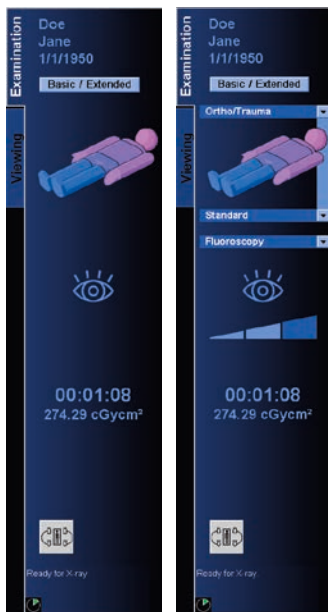 Examination
Viewing
Doe
Jane
1/1/1950
Basic / Extended
00:01:08
274.29 cGycm²
Ready for X-ray
Examination
Viewing
Doe
Jane
1/1/1950
Basic / Extended
Ortho/Trauma
Standard
Fluoroscopy
00:01:08
274.29 cGycm²
Ready for X-ray